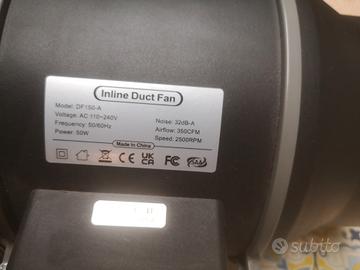 Inline Duct Fan
Model: DF150-A
Voltage: AC 110~240V
Frequency: 50/60Hz
Power: 50W
Noise: 32dB-A
Airflow: 350CFM
Speed: 2500RPM
Made In China
CE UK CA FC
subito